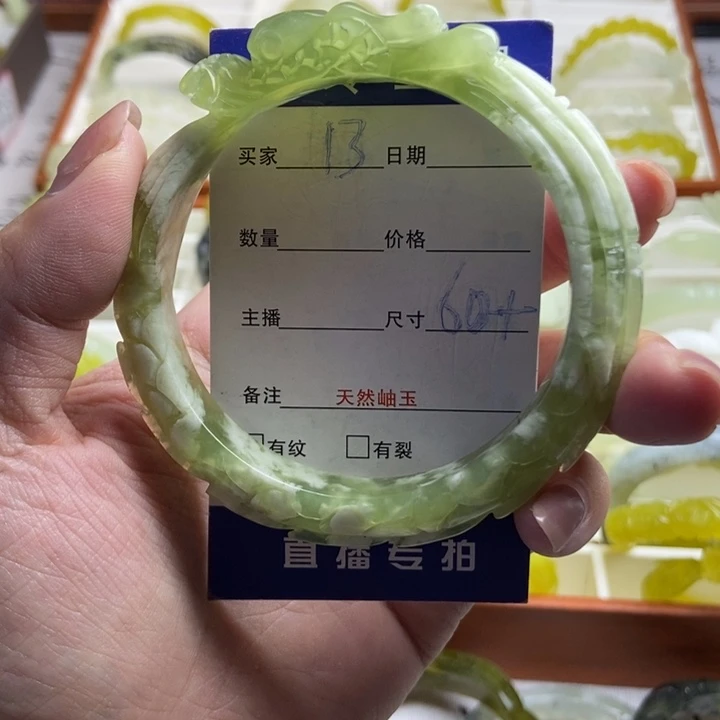 买家 13 日期
数量 价格
主播 尺寸 60+
备注 天然岫玉
有纹 有裂
直播专拍